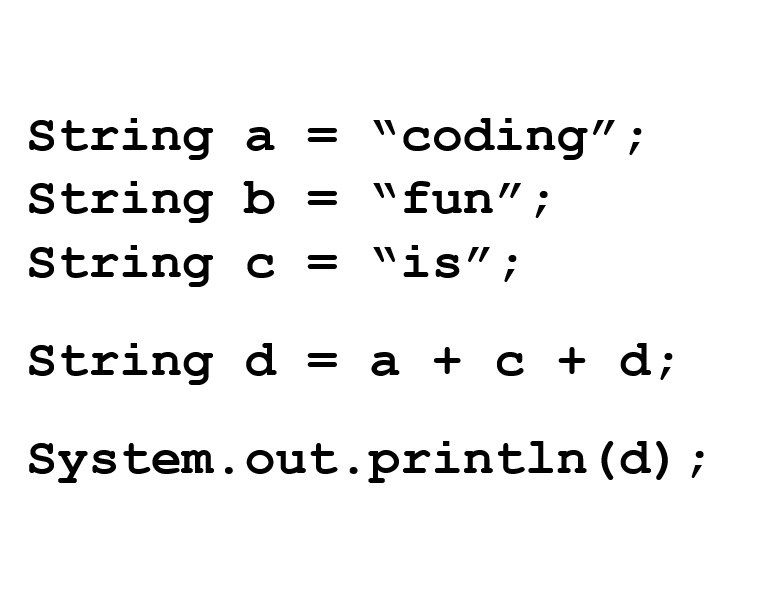 String a = “coding”;
String b = “fun”;
String c = “is”;
String d = a + c + d;
System.out.println(d);